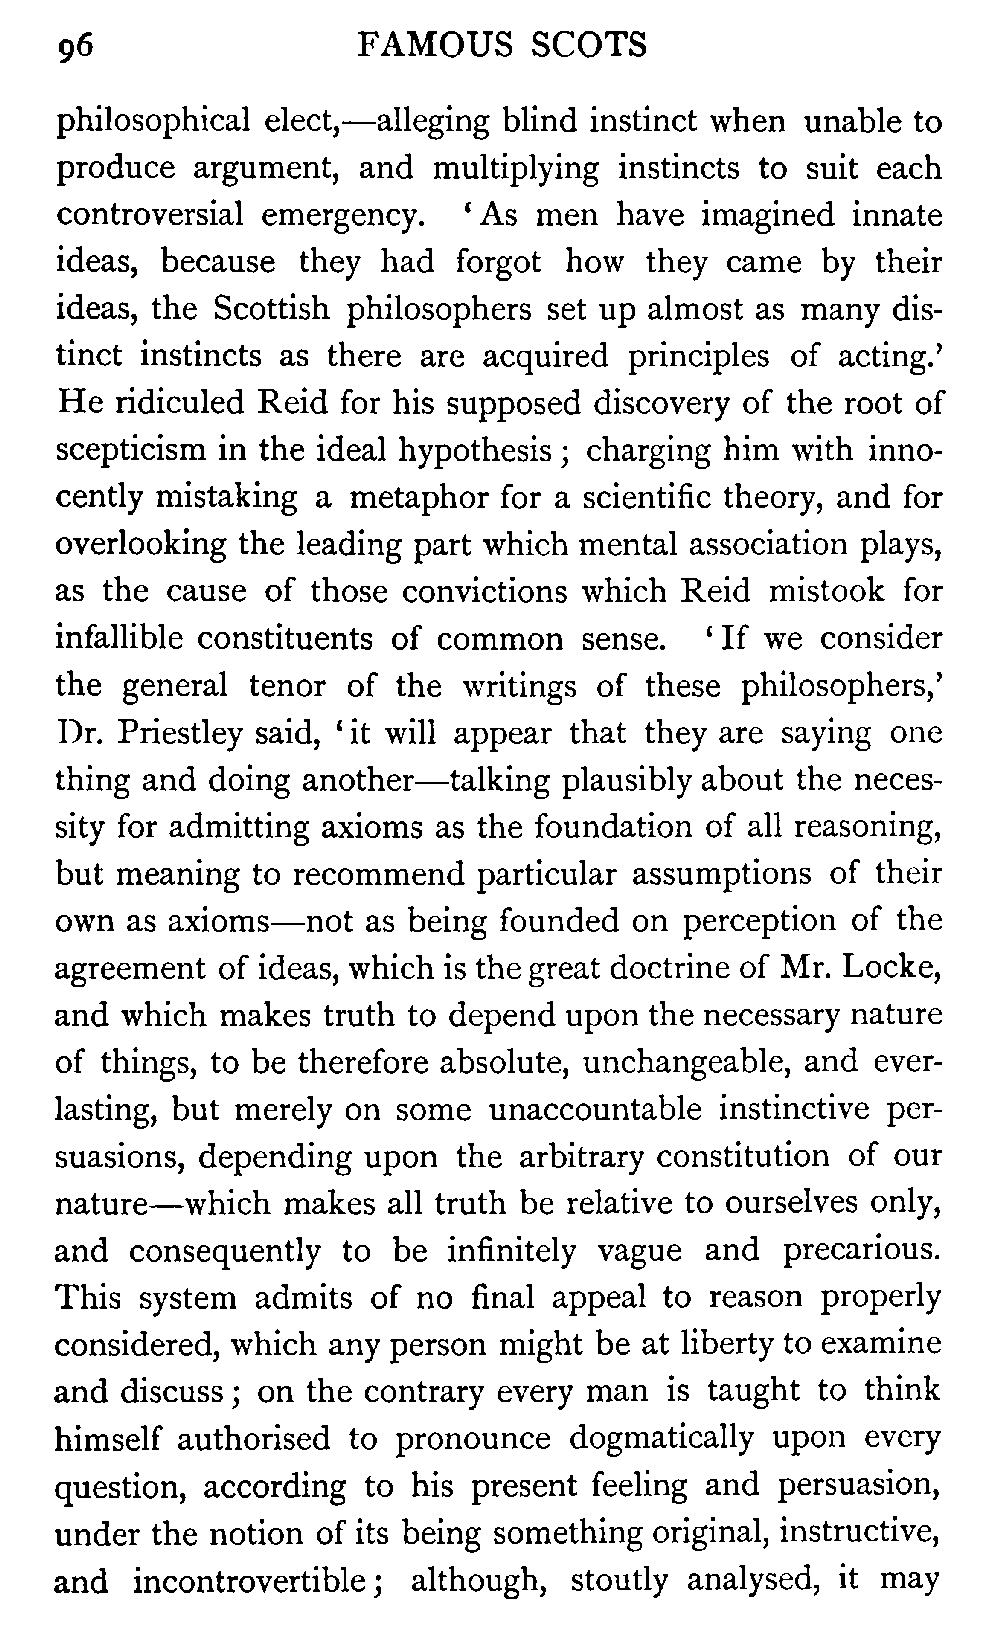 96 FAMOUS SCOTS
philosophical elect,—alleging blind instinct when unable to
produce argument, and multiplying instincts to suit each
controversial emergency. ‘As men have imagined innate
ideas, because they had forgot how they came by their
ideas, the Scottish philosophers set up almost as many dis-
tinct instincts as there are acquired principles of acting.’
He ridiculed Reid for his supposed discovery of the root of
scepticism in the ideal hypothesis; charging him with inno-
cently mistaking a metaphor for a scientific theory, and for
overlooking the leading part which mental association plays,
as the cause of those convictions which Reid mistook for
infallible constituents of common sense. ‘If we consider
the general tenor of the writings of these philosophers,’
Dr. Priestley said, ‘it will appear that they are saying one
thing and doing another—talking plausibly about the neces-
sity for admitting axioms as the foundation of all reasoning,
but meaning to recommend particular assumptions of their
own as axioms—not as being founded on perception of the
agreement of ideas, which is the great doctrine of Mr. Locke,
and which makes truth to depend upon the necessary nature
of things, to be therefore absolute, unchangeable, and ever-
lasting, but merely on some unaccountable instinctive per-
suasions, depending upon the arbitrary constitution of our
nature—which makes all truth be relative to ourselves only,
and consequently to be infinitely vague and precarious.
This system admits of no final appeal to reason properly
considered, which any person might be at liberty to examine
and discuss; on the contrary every man is taught to think
himself authorised to pronounce dogmatically upon every
question, according to his present feeling and persuasion,
under the notion of its being something original, instructive,
and incontrovertible; although, stoutly analysed, it may